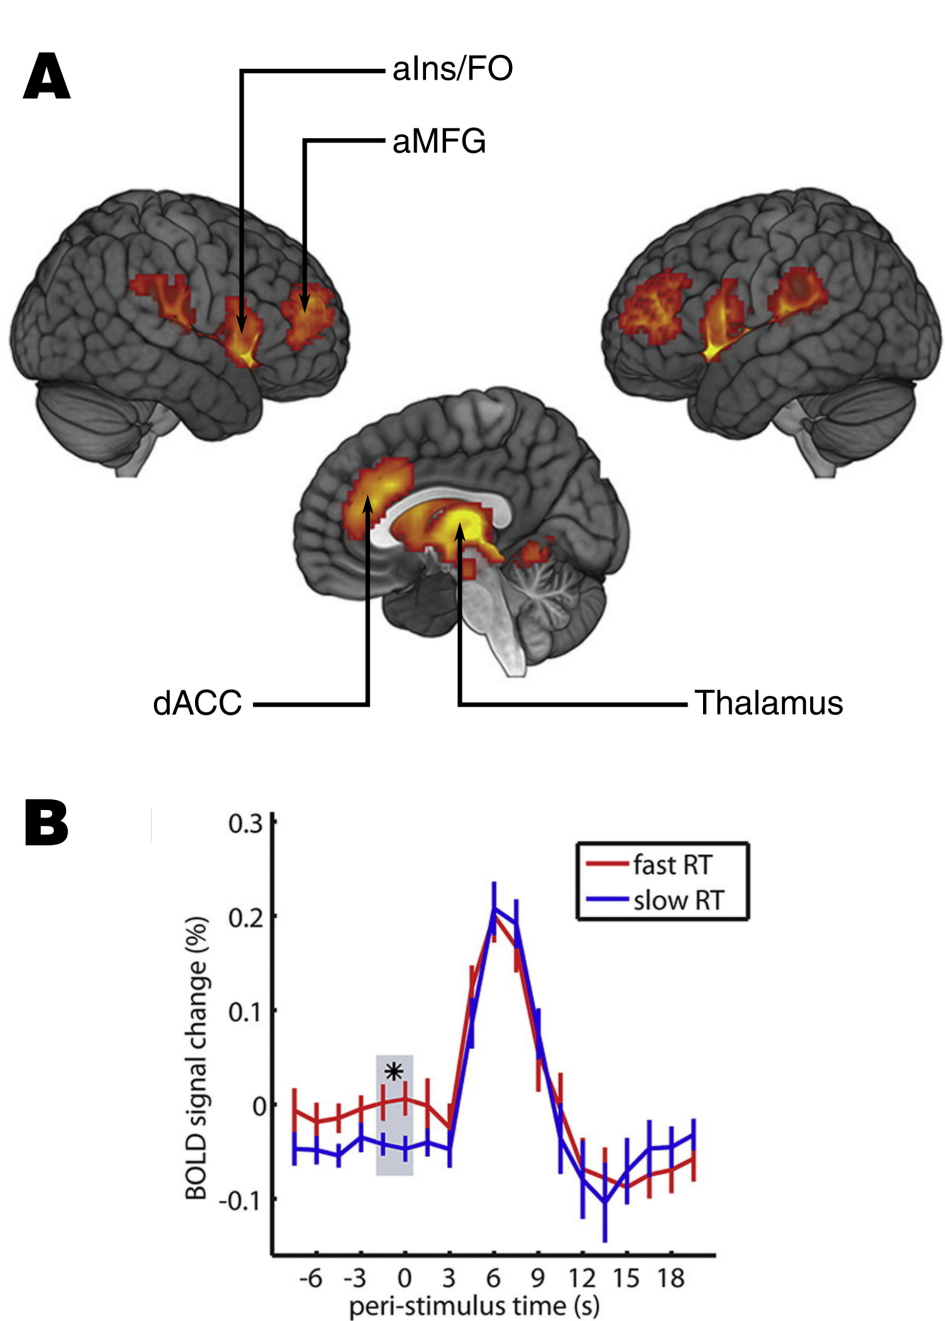 A
aIns/FO
aMFG
dACC
Thalamus
B
0.3
0.2
0.1
0
-0.1
BOLD signal change (%)
*
fast RT
slow RT
-6 -3 0 3 6 9 12 15 18
peri-stimulus time (s)